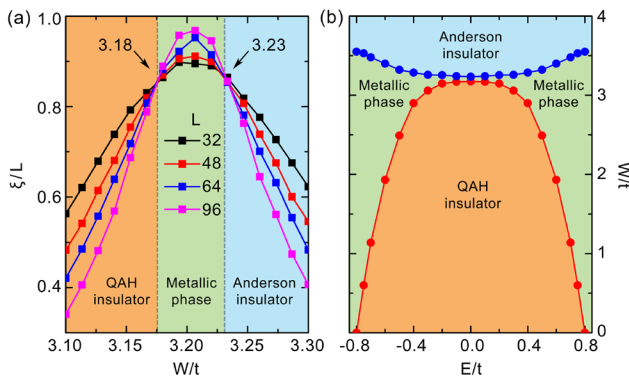 (a)
1.0
0.8
0.6
0.4
ξ/L
3.18
3.23
L
32
48
64
96
QAH
insulator
Metallic
phase
Anderson
insulator
3.10
3.15
3.20
3.25
3.30
W/t
(b)
Anderson
insulator
Metallic
phase
Metallic
phase
QAH
insulator
4
3
2
1
0
W/t
-0.8
-0.4
0.0
0.4
0.8
E/t